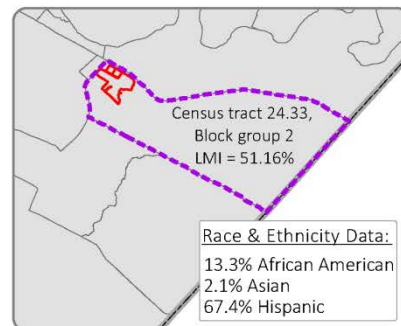 Census tract 24.33,
Block group 2
LMI = 51.16%
Race & Ethnicity Data:
13.3% African American
2.1% Asian
67.4% Hispanic